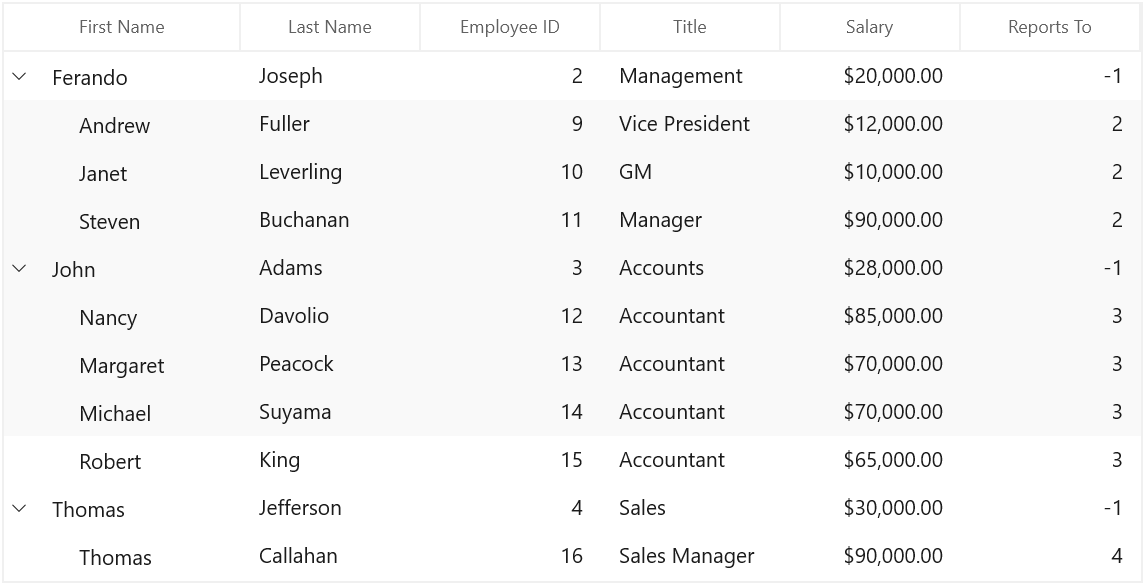 First Name Last Name Employee ID Title Salary Reports To
Ferando Joseph 2 Management $20,000.00 -1
Andrew Fuller 9 Vice President $12,000.00 2
Janet Leverling 10 GM $10,000.00 2
Steven Buchanan 11 Manager $90,000.00 2
John Adams 3 Accounts $28,000.00 -1
Nancy Davolio 12 Accountant $85,000.00 3
Margaret Peacock 13 Accountant $70,000.00 3
Michael Suyama 14 Accountant $70,000.00 3
Robert King 15 Accountant $65,000.00 3
Thomas Jefferson 4 Sales $30,000.00 -1
Thomas Callahan 16 Sales Manager $90,000.00 4